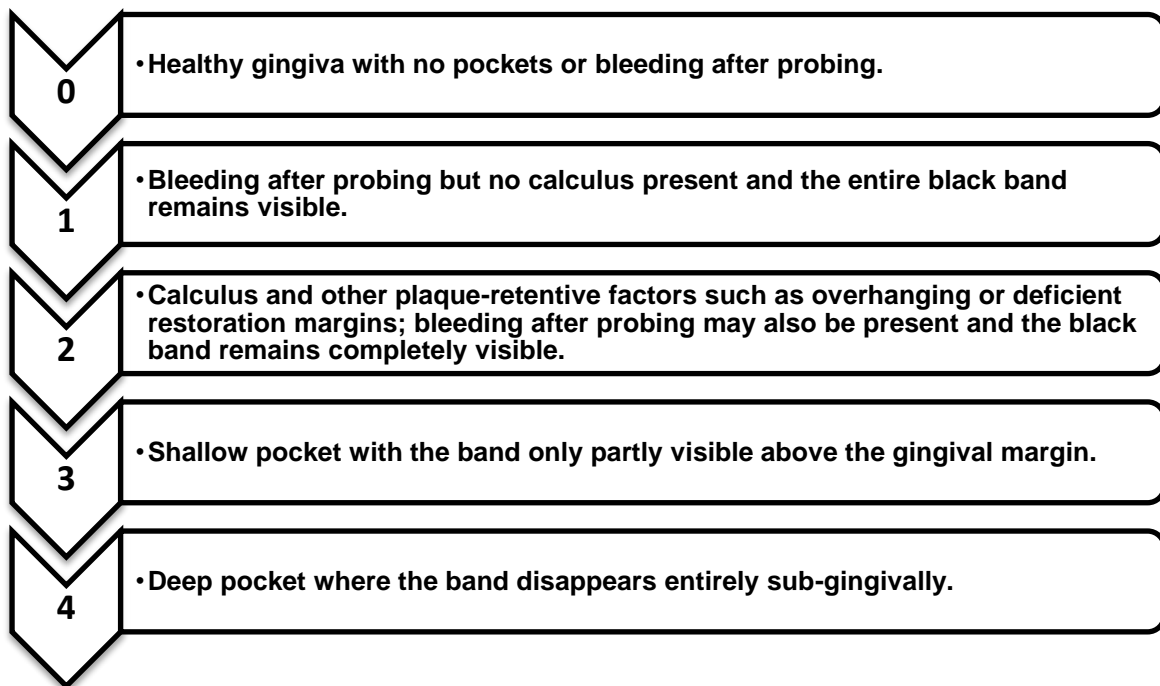 0
•Healthy gingiva with no pockets or bleeding after probing.
1
•Bleeding after probing but no calculus present and the entire black band
remains visible.
2
•Calculus and other plaque-retentive factors such as overhanging or deficient
restoration margins; bleeding after probing may also be present and the black
band remains completely visible.
3
•Shallow pocket with the band only partly visible above the gingival margin.
4
•Deep pocket where the band disappears entirely sub-gingivally.